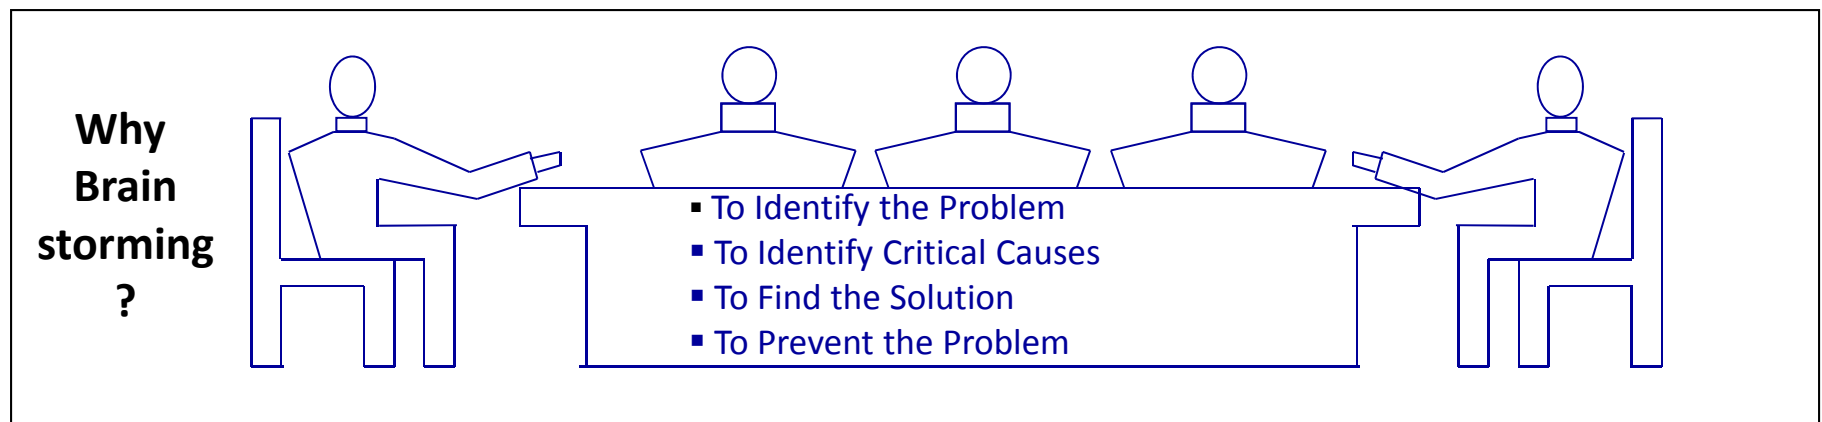 Why
Brain
storming
?
▪ To Identify the Problem
▪ To Identify Critical Causes
▪ To Find the Solution
▪ To Prevent the Problem